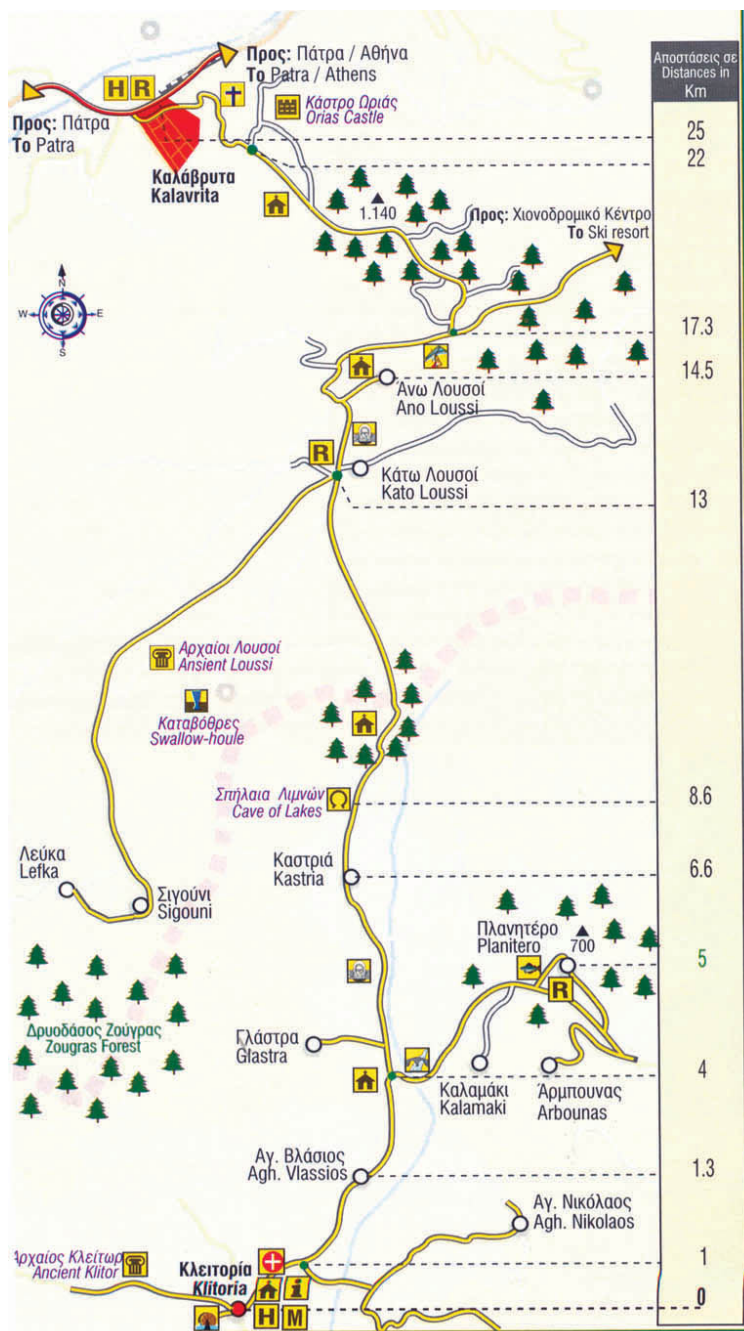 Προς: Πάτρα / Αθήνα
To Patra / Athens
Αποστάσεις σε
Distances in
Km
H R
Προς: Πάτρα
To Patra
Κάστρο Ωριάς
Orias Castle
25
22
Καλάβρυτα
Kalavrita
1.140
Προς: Χιονοδρομικό Κέντρο
To Ski resort
N
W E
S
17.3
14.5
Άνω Λουσοί
Ano Loussi
R
Κάτω Λουσοί
Kato Loussi
13
Αρχαίοι Λουσοί
Ansient Loussi
Καταβόθρες
Swallow-houle
Σπήλαια Λιμνών
Cave of Lakes
8.6
Λεύκα
Lefka
Σιγούνι
Sigouni
Καστριά
Kastria
6.6
Πλανητέρο
Planitero
700
5
R
Δρυοδάσος Ζούγρας
Zougras Forest
Γλάστρα
Glastra
Καλαμάκι
Kalamaki
Άρμπουνας
Arbounas
4
Αγ. Βλάσιος
Agh. Vlassios
1.3
Αγ. Νικόλαος
Agh. Nikolaos
Αρχαίος Κλείτωρ
Ancient Klitor
Κλειτορία
Klitoria
1
i
H M
0